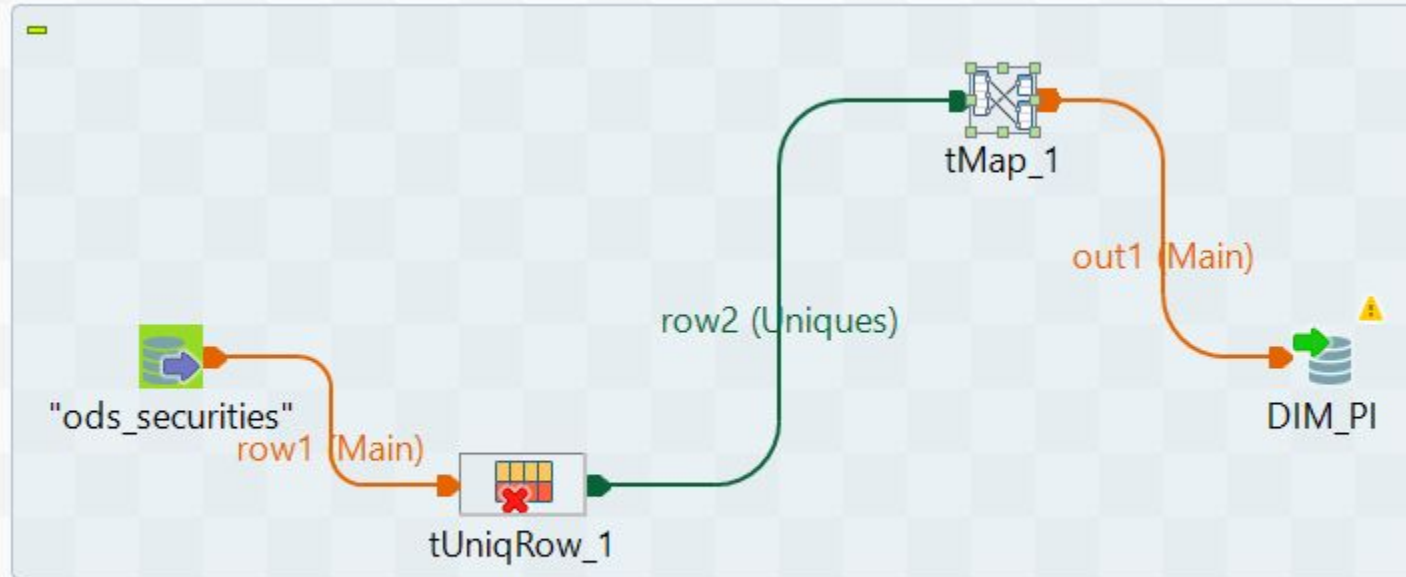 tMap_1
out1 (Main)
row2 (Uniques)
"ods_securities"
DIM_PI
row1 (Main)
tUniqRow_1